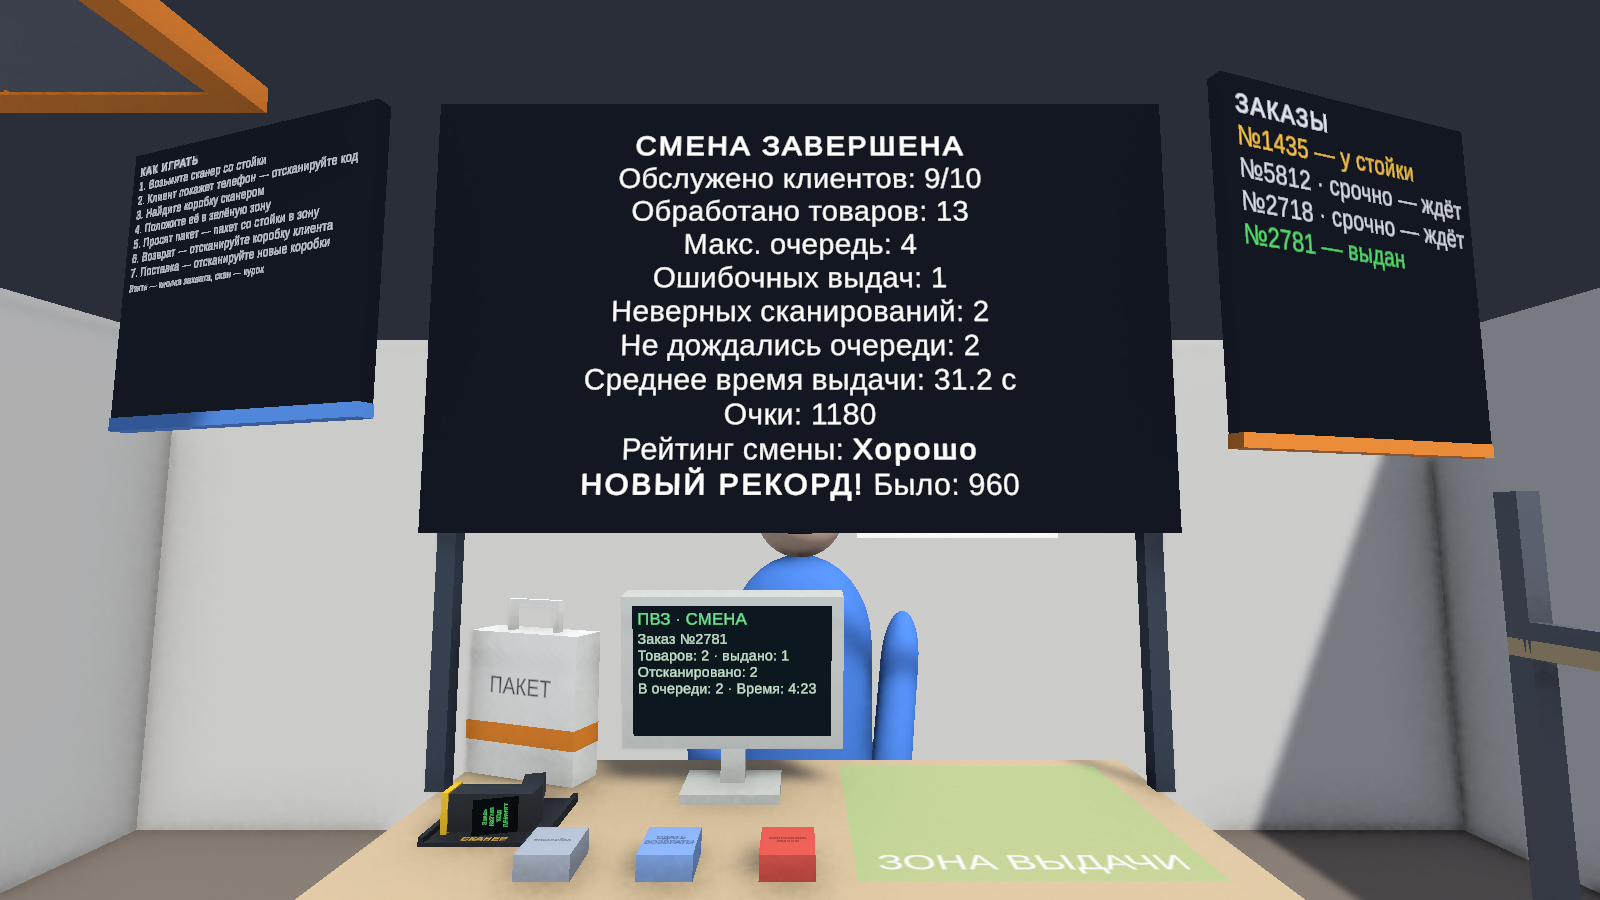 КАК ИГРАТЬ
1. Возьмите сканер со стойки
2. Клиент покажет телефон — отсканируйте код
3. Найдите коробку сканером
4. Положите её в зелёную зону
5. Просят пакет — пакет со стойки в зону
6. Возврат — отсканируйте коробку клиента
7. Поставка — отсканируйте новые коробки
СМЕНА ЗАВЕРШЕНА
Обслужено клиентов: 9/10
Обработано товаров: 13
Макс. очередь: 4
Ошибочных выдач: 1
Неверных сканирований: 2
Не дождались очереди: 2
Среднее время выдачи: 31.2 с
Очки: 1180
Рейтинг смены: Хорошо
НОВЫЙ РЕКОРД! Было: 960
ЗАКАЗЫ
№1435 — у стойки
№5812 · срочно — ждёт
№2718 · срочно — ждёт
№2781 — выдан
ПАКЕТ
ПВЗ · СМЕНА
Заказ №2781
Товаров: 2 · выдано: 1
Отсканировано: 2
В очереди: 2 · Время: 4:23
СКАНЕР
ЗОНА ВЫДАЧИ